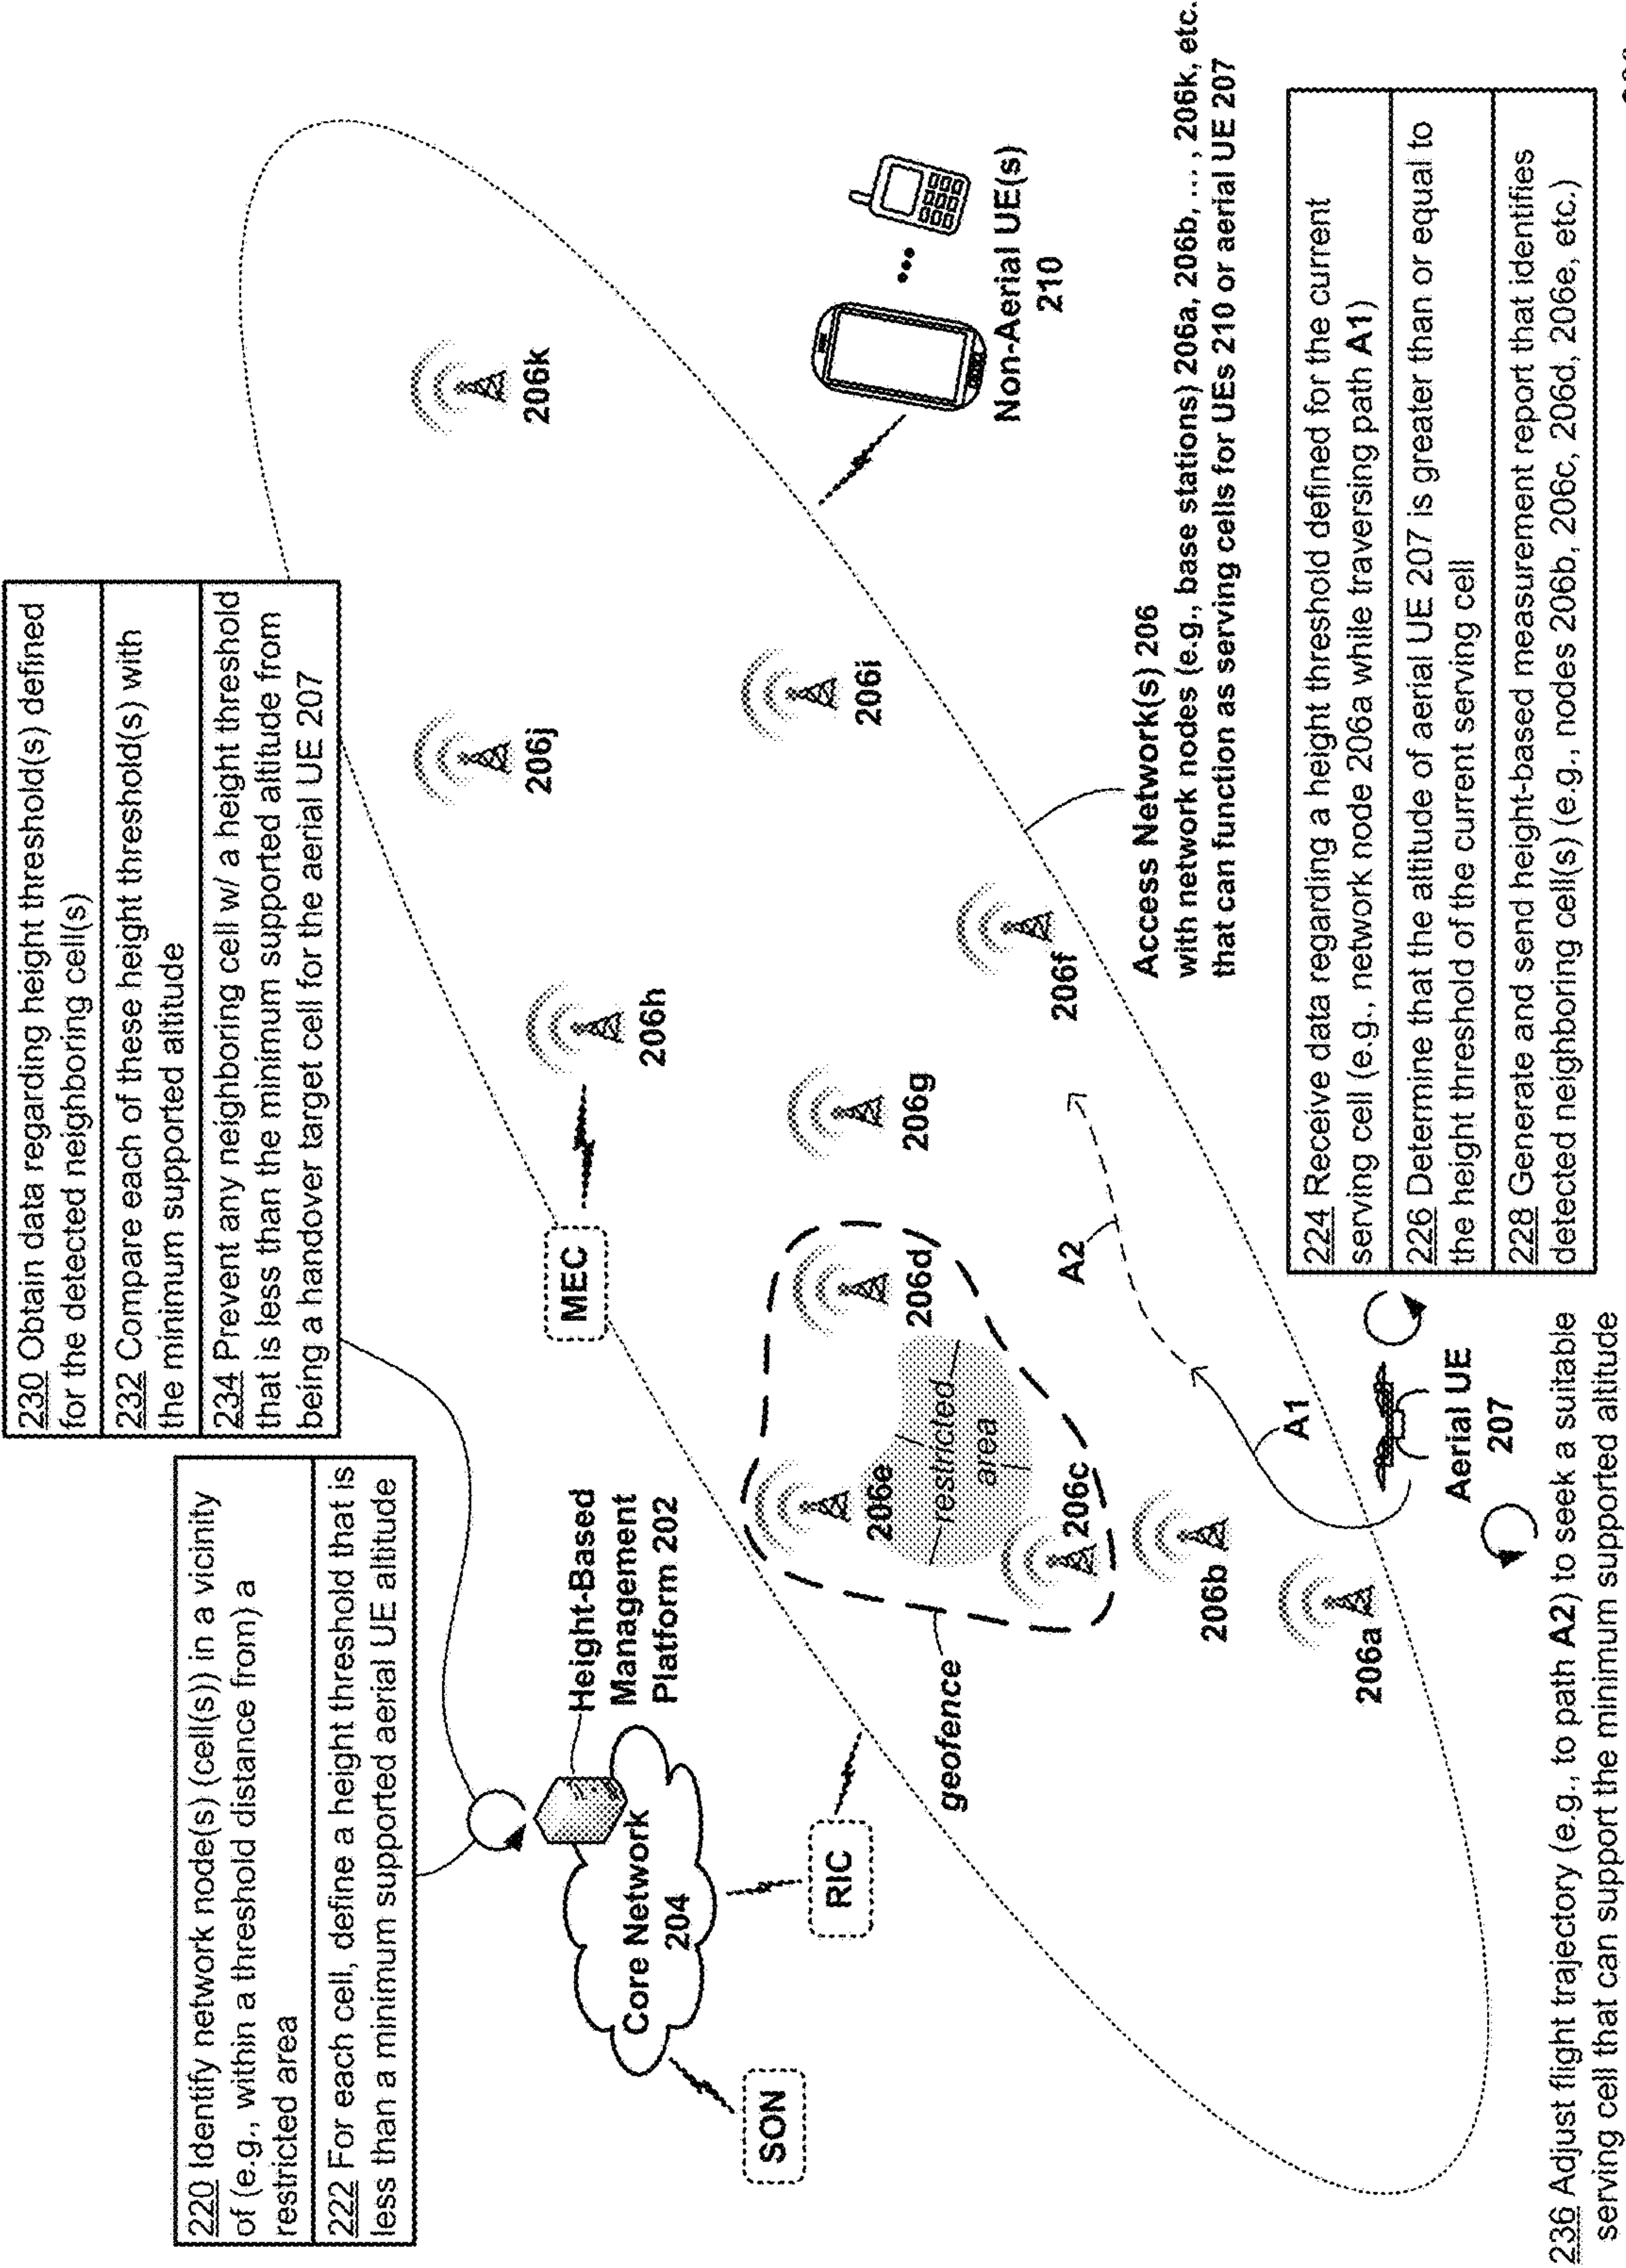 220 Identify network node(s) (cell(s)) in a vicinity
of (e.g., within a threshold distance from) a
restricted area
222 For each cell, define a height threshold that is
less than a minimum supported aerial UE altitude
230 Obtain data regarding height threshold(s) defined
for the detected neighboring cell(s)
232 Compare each of these height threshold(s) with
the minimum supported altitude
234 Prevent any neighboring cell w/ a height threshold
that is less than the minimum supported altitude from
being a handover target cell for the aerial UE 207
SON
Core Network
204
Height-Based
Management
Platform 202
RIC
MEC
geofence
restricted
area
206a
206b
206c
206d
206e
206f
206g
206h
206i
206j
206k
A1
A2
Aerial UE
207
Non-Aerial UE(s)
210
Access Network(s) 206
with network nodes (e.g., base stations) 206a, 206b, ..., 206k, etc.
that can function as serving cells for UEs 210 or aerial UE 207
224 Receive data regarding a height threshold defined for the current
serving cell (e.g., network node 206a while traversing path A1)
226 Determine that the altitude of aerial UE 207 is greater than or equal to
the height threshold of the current serving cell
228 Generate and send height-based measurement report that identifies
detected neighboring cell(s) (e.g., nodes 206b, 206c, 206d, 206e, etc.)
236 Adjust flight trajectory (e.g., to path A2) to seek a suitable
serving cell that can support the minimum supported altitude